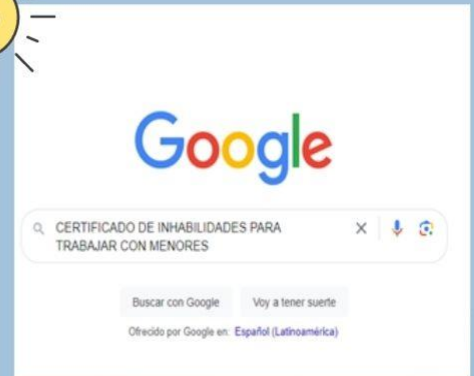 Google
CERTIFICADO DE INHABILIDADES PARA
TRABAJAR CON MENORES
Buscar con Google Voy a tener suerte
Ofrecido por Google en: Español (Latinoamérica)